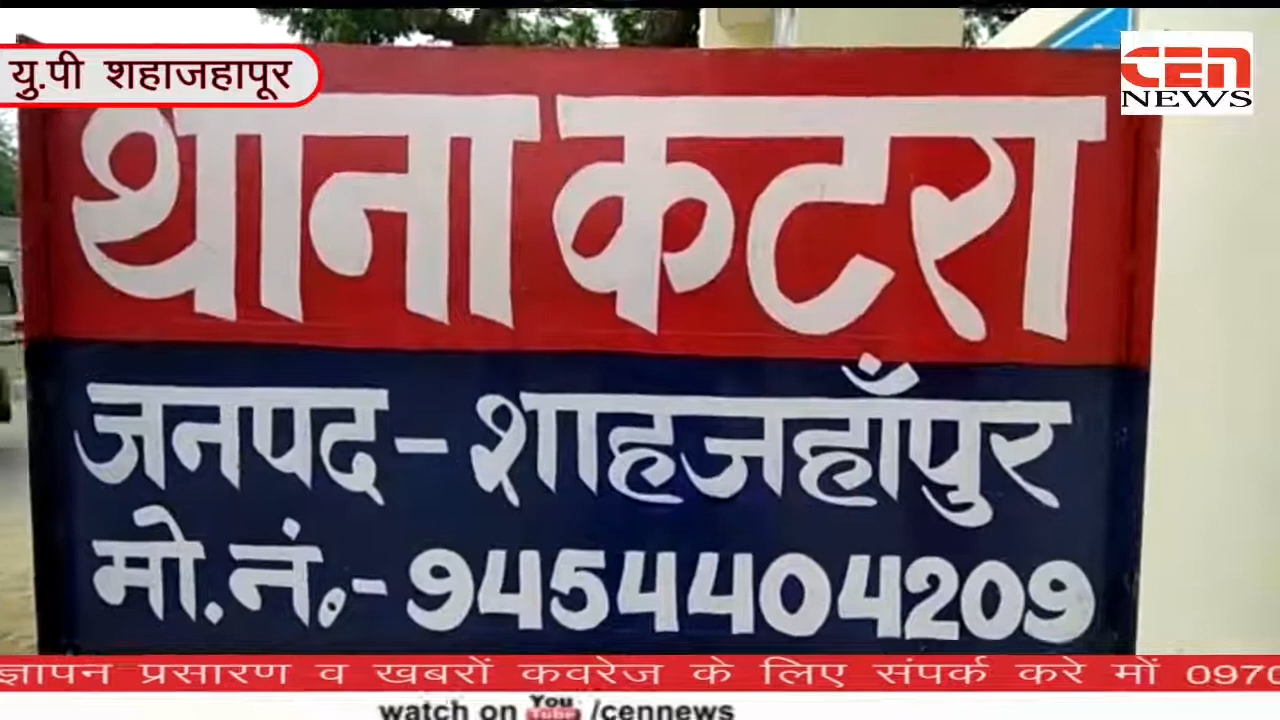 यु.पी शहाजहापूर
CEN
NEWS
थाना कटरा
जनपद - शाहजहाँपुर
मो. नं.- 9454404209
ज्ञापन प्रसारण व खबरों कवरेज के लिए संपर्क करे मों 0970
watch on YouTube /cennews